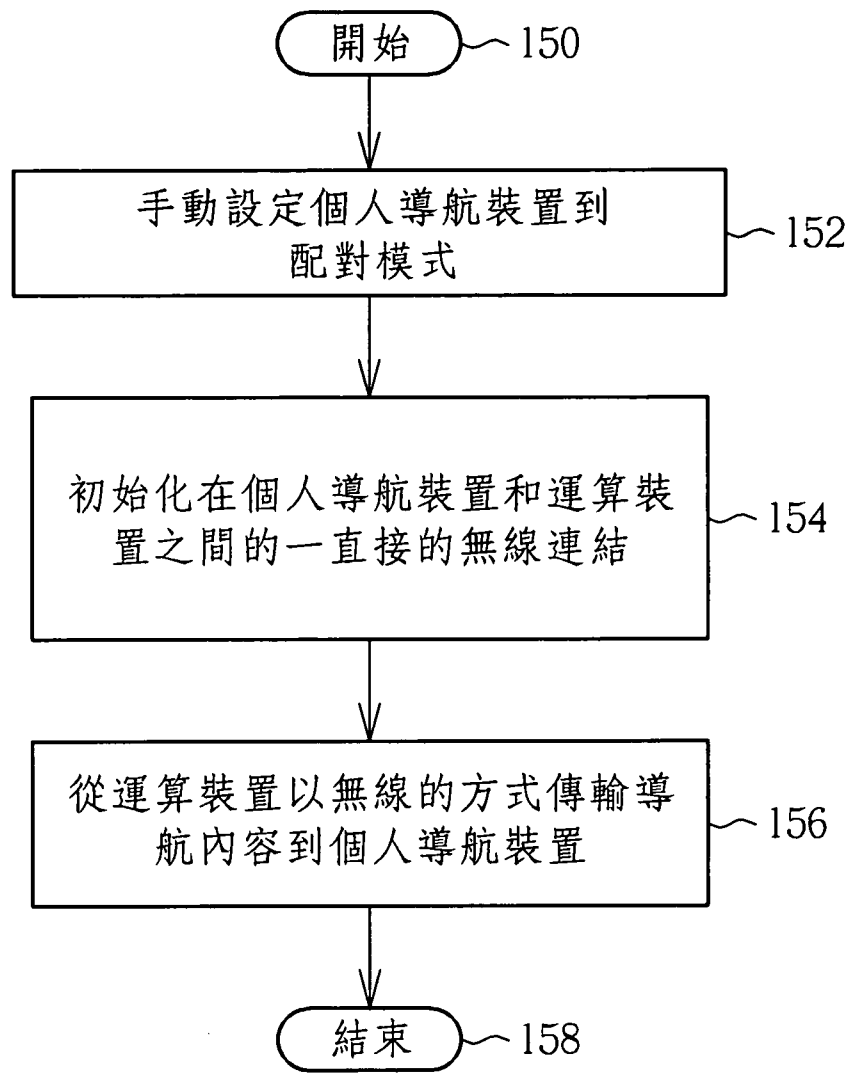 開始
150
手動設定個人導航裝置到
配對模式
152
初始化在個人導航裝置和運算裝
置之間的一直接的無線連結
154
從運算裝置以無線的方式傳輸導
航內容到個人導航裝置
156
結束
158